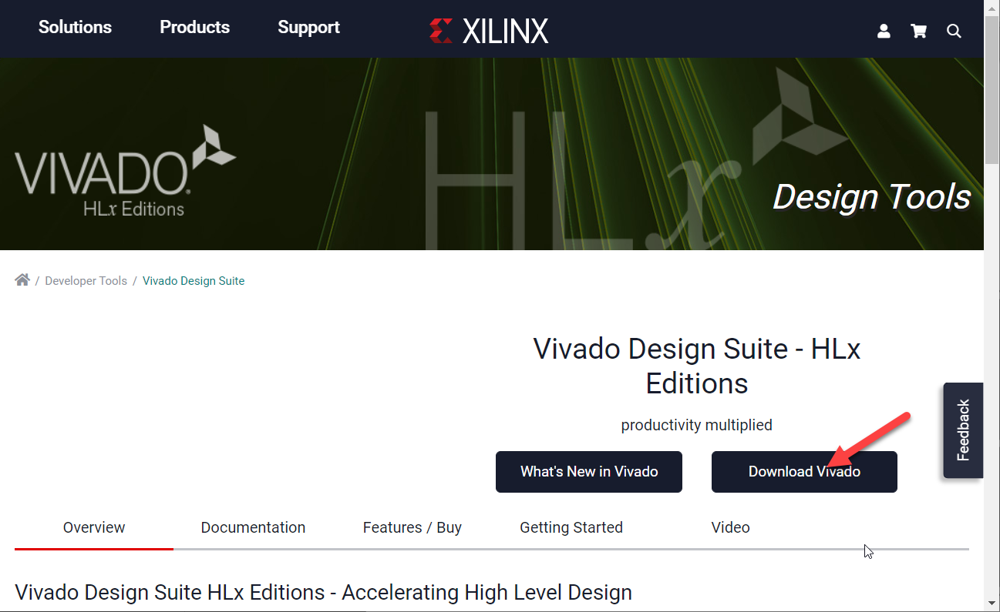 Solutions Products Support XILINX
VIVADO.
HLx Editions
HLx
Design Tools
/ Developer Tools / Vivado Design Suite
Vivado Design Suite - HLx
Editions
productivity multiplied
What's New in Vivado Download Vivado
Feedback
Overview Documentation Features / Buy Getting Started Video
Vivado Design Suite HLx Editions - Accelerating High Level Design